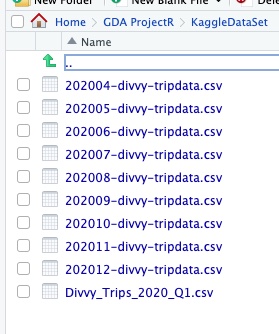 New Folder New Blank File Dele
Home GDA ProjectR KaggleDataSet
Name
..
202004-divvy-tripdata.csv
202005-divvy-tripdata.csv
202006-divvy-tripdata.csv
202007-divvy-tripdata.csv
202008-divvy-tripdata.csv
202009-divvy-tripdata.csv
202010-divvy-tripdata.csv
202011-divvy-tripdata.csv
202012-divvy-tripdata.csv
Divvy_Trips_2020_Q1.csv